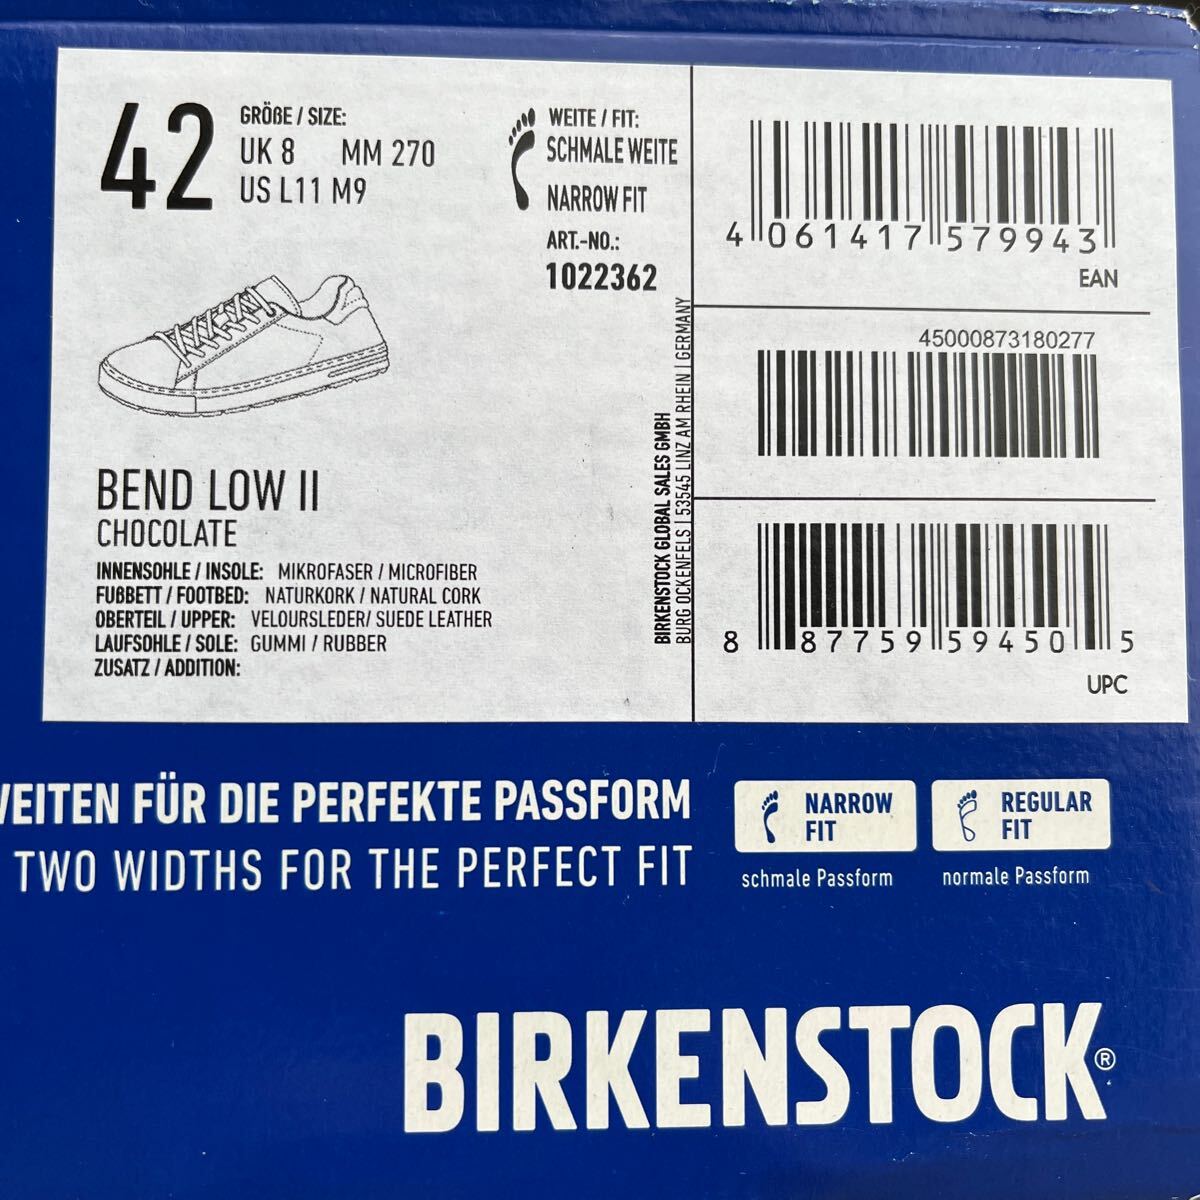 42
GRÖßE / SIZE:
UK 8 MM 270
US L11 M9
WEITE / FIT:
SCHMALE WEITE
NARROW FIT
ART.-NO.:
1022362
BEND LOW II
CHOCOLATE
INNENSOHLE / INSOLE: MIKROFASER / MICROFIBER
FUßBETT / FOOTBED: NATURKORK / NATURAL CORK
OBERTEIL / UPPER: VELOURSLEDER/ SUEDE LEATHER
LAUFSOHLE / SOLE: GUMMI / RUBBER
ZUSATZ / ADDITION:
BIRKENSTOCK GLOBAL SALES GMBH
BURG OCKENFELS | 53545 LINZ AM RHEIN | GERMANY
4 061417 579943
EAN
45000873180277
8 87759 59450 5
UPC
FÜR DIE PERFEKTE PASSFORM
TWO WIDTHS FOR THE PERFECT FIT
NARROW
FIT
schmale Passform
REGULAR
FIT
normale Passform
BIRKENSTOCK®